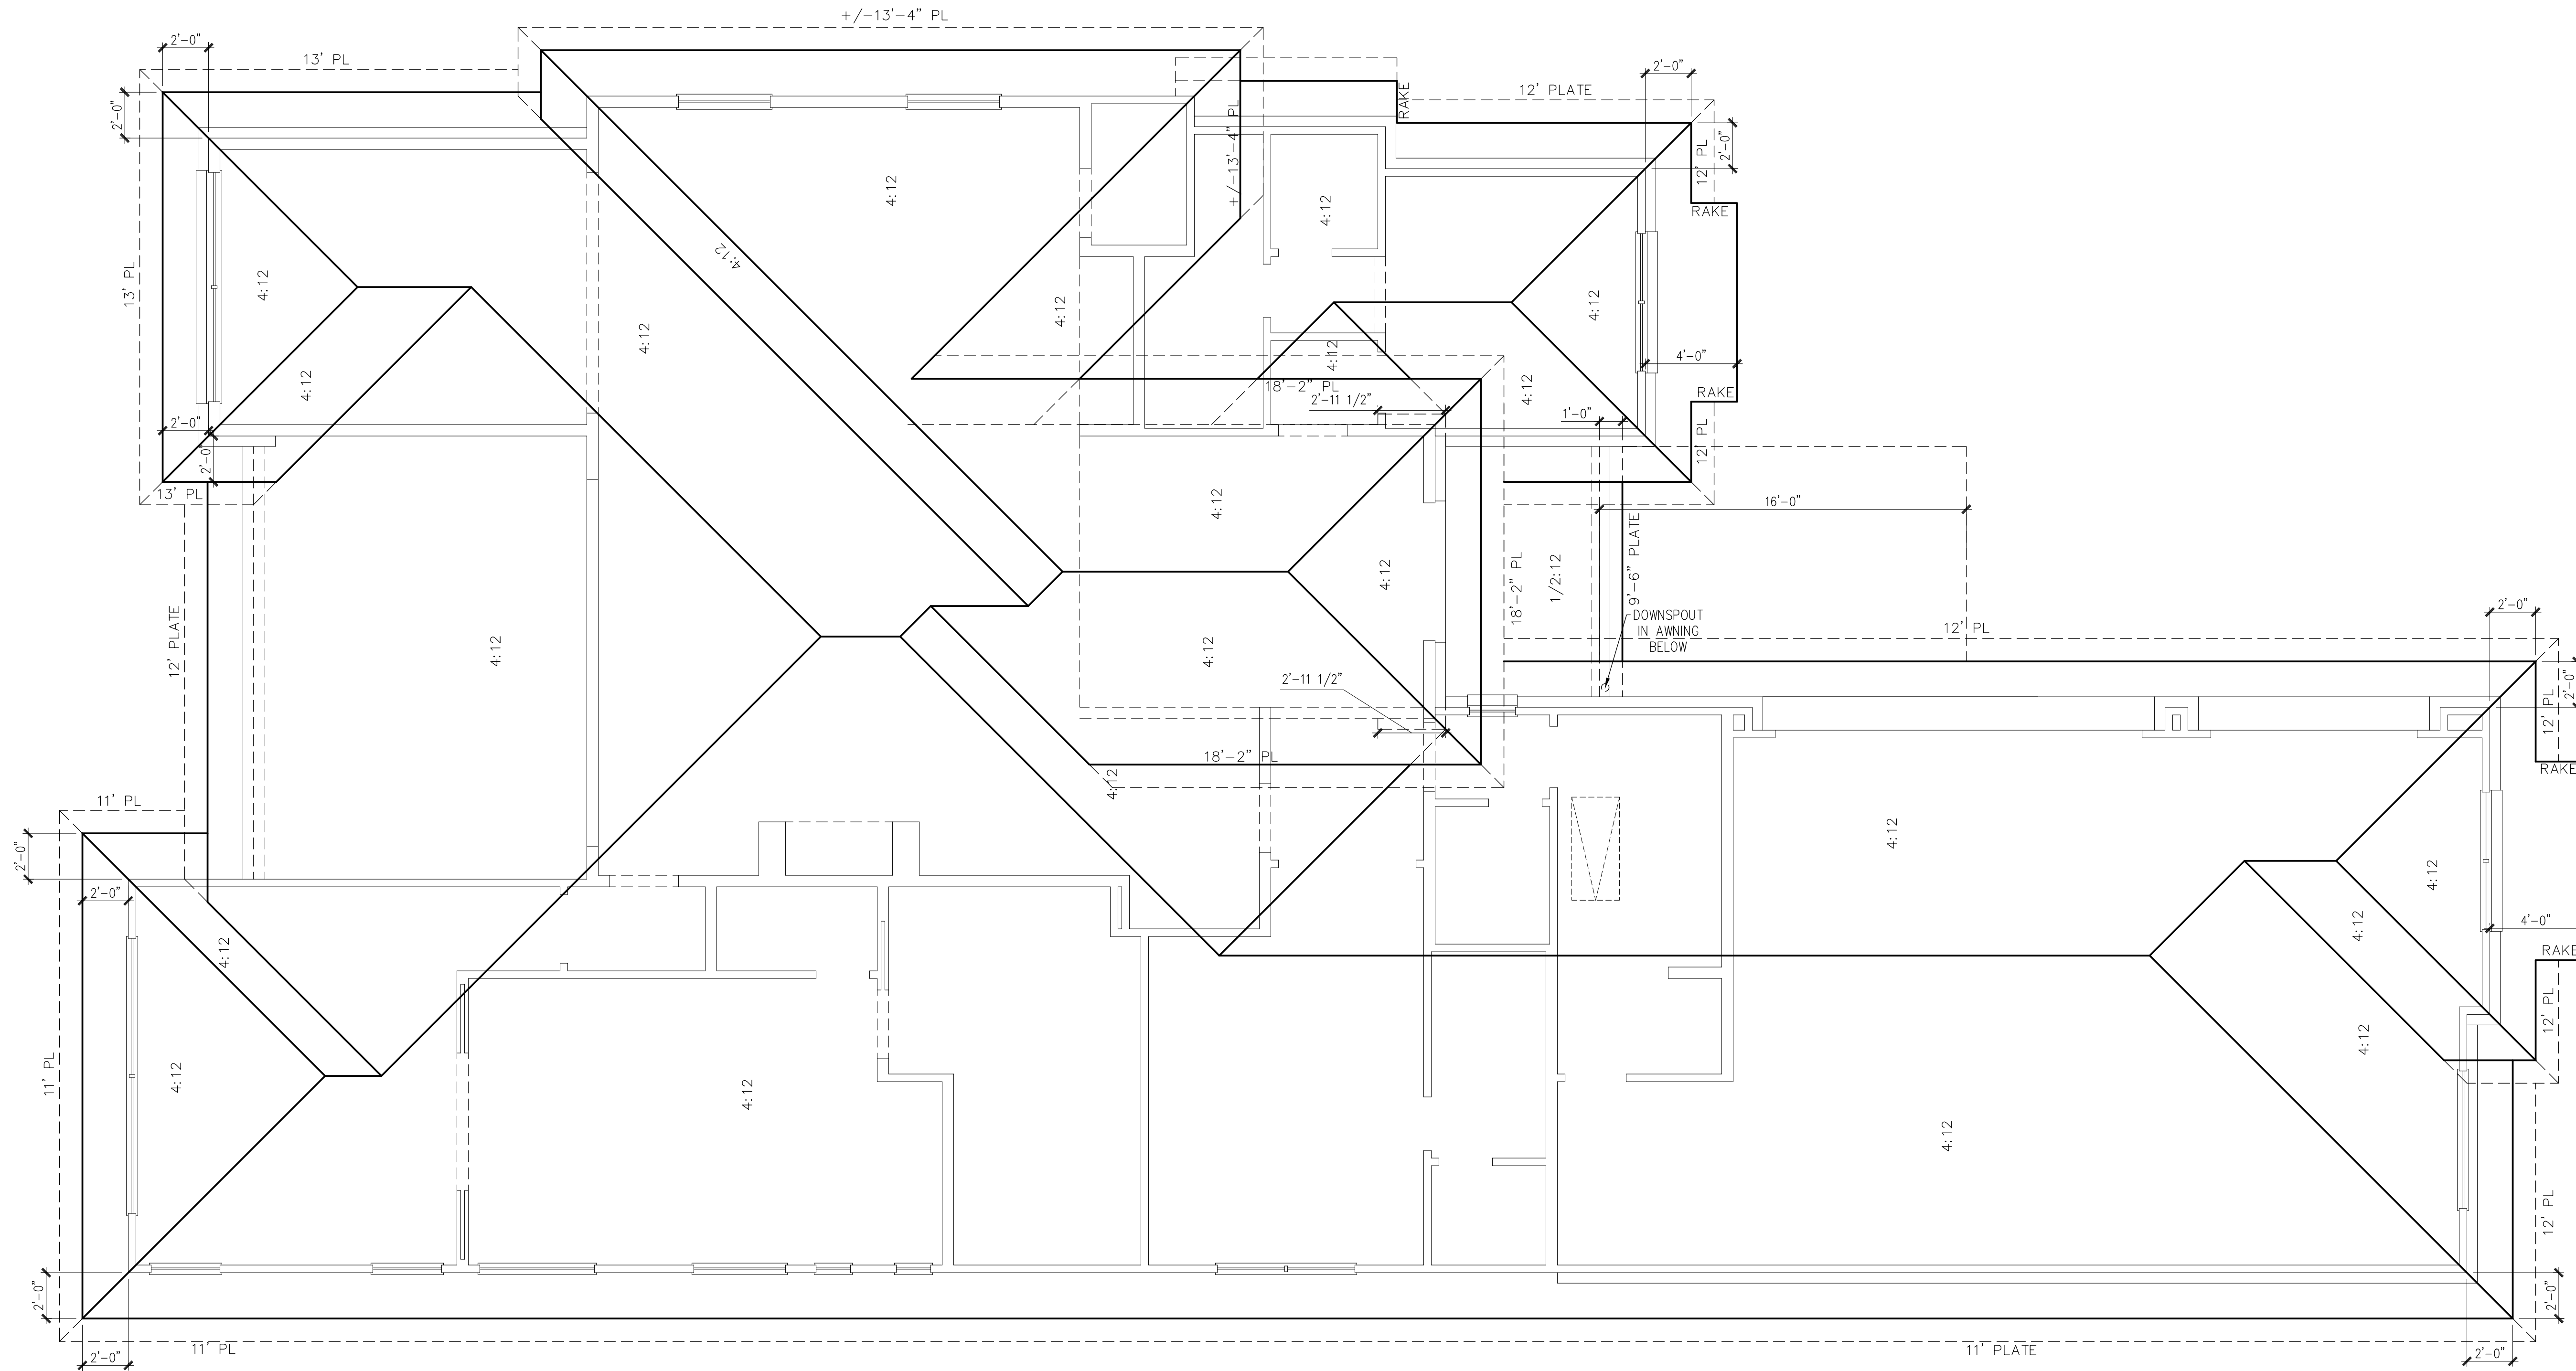 +/-13'-4" PL
2'-0"
13' PL
2'-0"
RAKE
12' PLATE
2'-0"
12' PL
2'-0"
+/-13'-4" PL
4:12
4:12
RAKE
4:12
13' PL
4:12
4:12
4:12
4:12
4:12
4:12
4:12
18'-2" PL
2'-11 1/2"
4'-0"
RAKE
1'-0"
12' PL
2'-0"
2'-0"
13' PL
4:12
16'-0"
4:12
18'-2" PL
1/2:12
9'-6" PLATE
DOWNSPOUT
IN AWNING
BELOW
12' PL
2'-0"
2'-0"
12' PLATE
4:12
4:12
2'-11 1/2"
12' PL
18'-2" PL
4:12
RAKE
11' PL
2'-0"
2'-0"
4:12
4:12
4:12
4'-0"
4:12
RAKE
12' PL
4:12
11' PL
4:12
4:12
4:12
12' PL
2'-0"
2'-0"
11' PL
11' PLATE
2'-0"
2'-0"